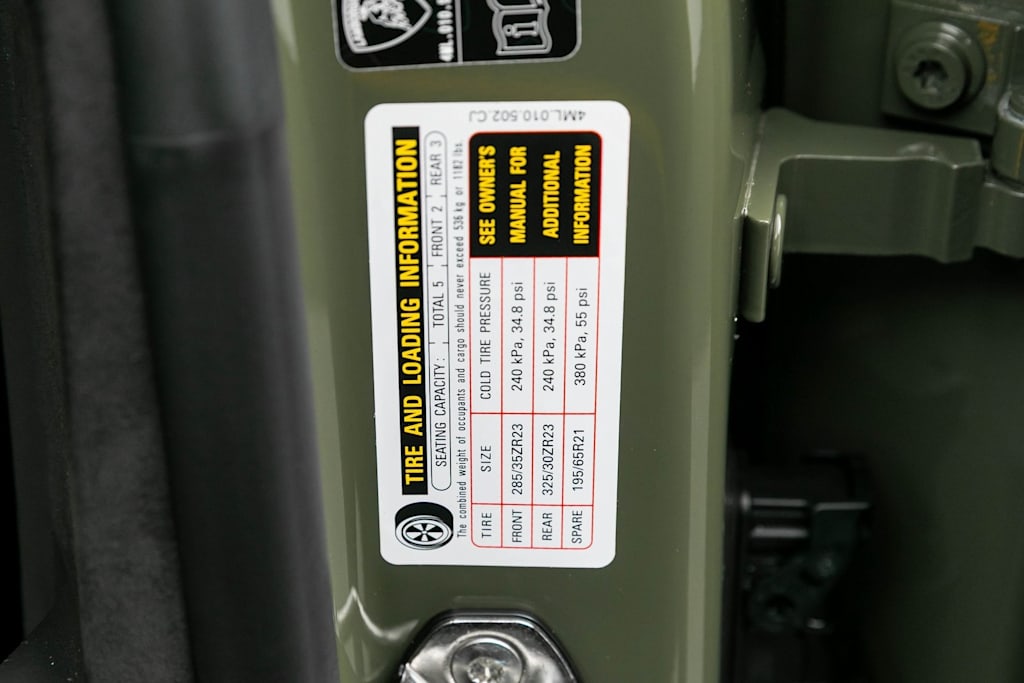 TIRE AND LOADING INFORMATION
SEATING CAPACITY: TOTAL 5 FRONT 2 REAR 3
The combined weight of occupants and cargo should never exceed 536 kg or 1182 lbs.
TIRE SIZE COLD TIRE PRESSURE
FRONT 285/35ZR23 240 kPa, 34.8 psi
REAR 325/30ZR23 240 kPa, 34.8 psi
SPARE 195/65R21 380 kPa, 55 psi
SEE OWNER'S
MANUAL FOR
ADDITIONAL
INFORMATION
4ML.010.502.CJ
4ML.010.
i